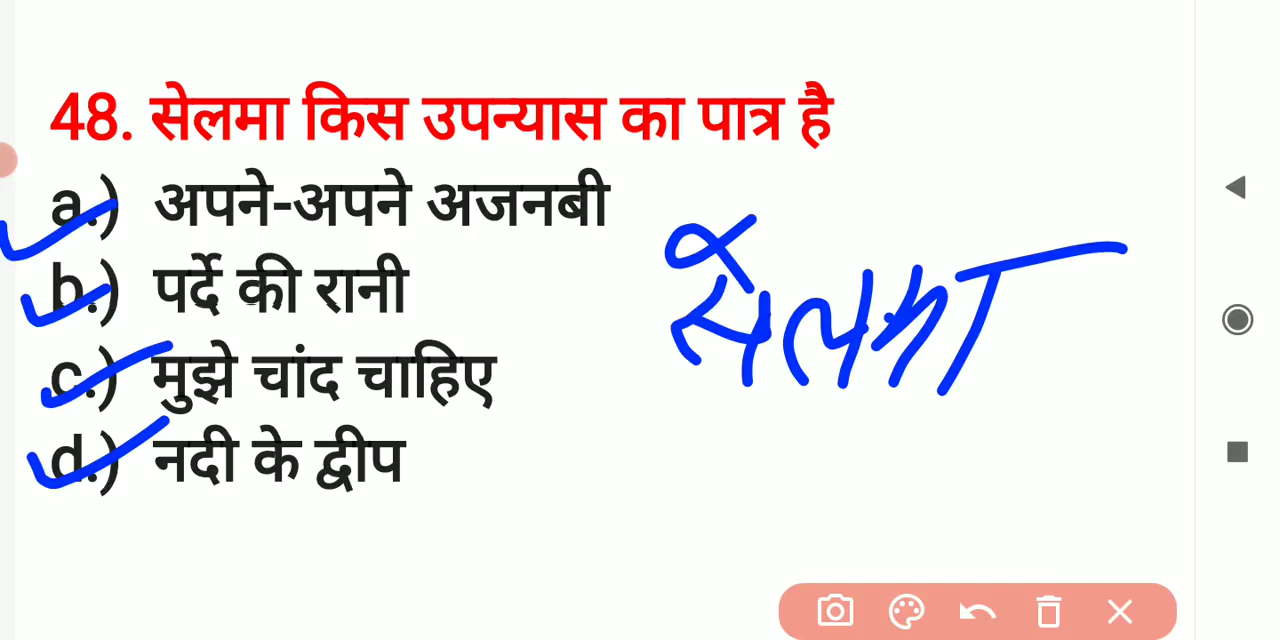 48. सेलमा किस उपन्यास का पात्र है
a.) अपने-अपने अजनबी
b.) पर्दे की रानी
c.) मुझे चांद चाहिए
d.) नदी के द्वीप
सेलमा